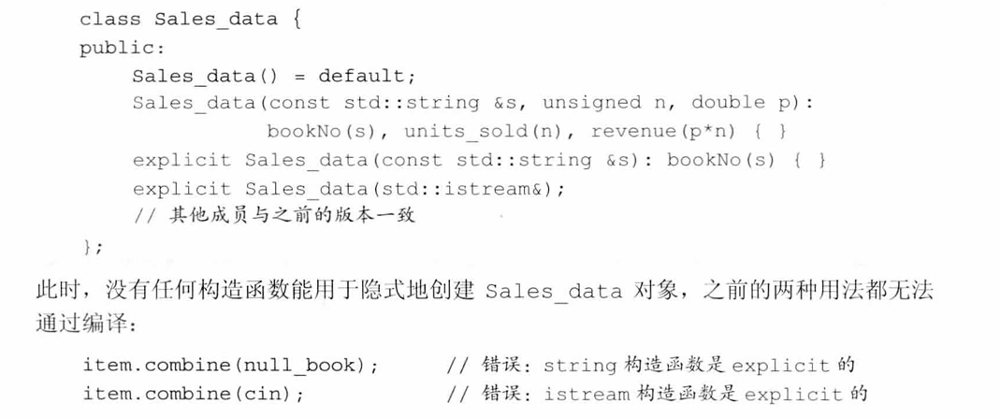 class Sales_data {
public:
Sales_data() = default;
Sales_data(const std::string &s, unsigned n, double p):
bookNo(s), units_sold(n), revenue(p*n) { }
explicit Sales_data(const std::string &s): bookNo(s) { }
explicit Sales_data(std::istream&);
// 其他成员与之前的版本一致
};
此时，没有任何构造函数能用于隐式地创建 Sales_data 对象，之前的两种用法都无法
通过编译：
item.combine(null_book); // 错误：string 构造函数是 explicit 的
item.combine(cin); // 错误：istream 构造函数是 explicit 的